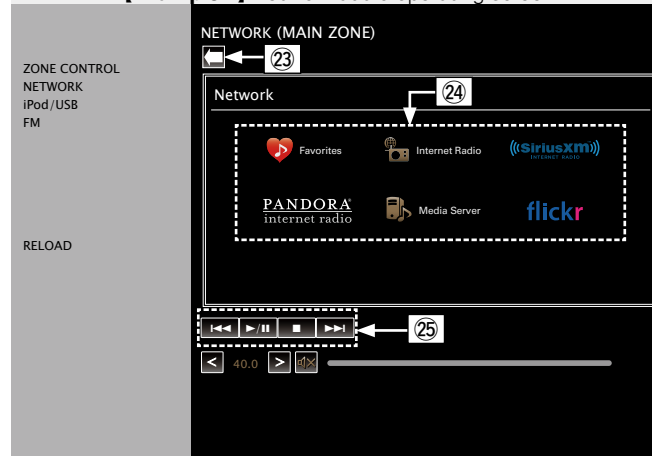 NETWORK (MAIN ZONE)
23
ZONE CONTROL
NETWORK
iPod/USB
FM
RELOAD
Network
24
Favorites
Internet Radio
((SiriusXM))
INTERNET RADIO
PANDORA
internet radio
Media Server
flickr
25
< 40.0 >